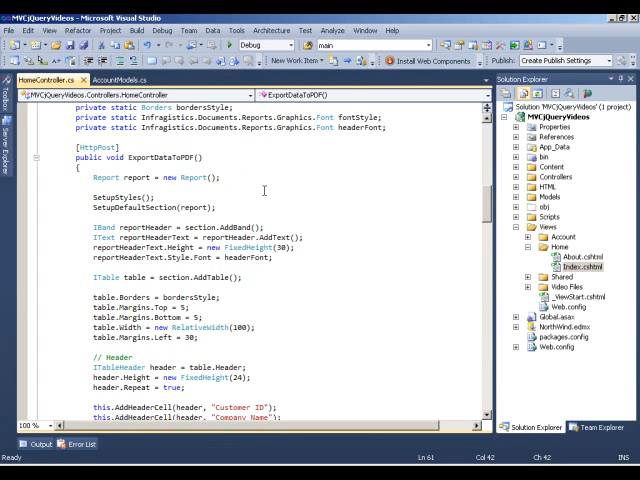 MVCjQueryVideos - Microsoft Visual Studio
File Edit View Refactor Project Build Team Debug Data Tools Architecture Test Analyze Window Help
Debug main
New Work Item Install Web Components Publish: Create Publish Settings
HomeController.cs AccountModels.cs
MVCjQueryVideos.Controllers.HomeController ExportDataToPDF()
private static Borders bordersStyle;
private static Infragistics.Documents.Reports.Graphics.Font fontStyle;
private static Infragistics.Documents.Reports.Graphics.Font headerFont;
[HttpPost]
public void ExportDataToPDF()
{
Report report = new Report();
SetupStyles();
SetupDefaultSection(report);
IBand reportHeader = section.AddBand();
IText reportHeaderText = reportHeader.AddText();
reportHeaderText.Height = new FixedHeight(30);
reportHeaderText.Style.Font = headerFont;
ITable table = section.AddTable();
table.Borders = bordersStyle;
table.Margins.Top = 5;
table.Margins.Bottom = 5;
table.Width = new RelativeWidth(100);
table.Margins.Left = 30;
// Header
ITableHeader header = table.Header;
header.Height = new FixedHeight(24);
header.Repeat = true;
this.AddHeaderCell(header, "Customer ID");
this.AddHeaderCell(header, "Company Name");
100 %
Toolbox
Server Explorer
Solution Explorer
Solution 'MVCjQueryVideos' (1 project)
MVCjQueryVideos
Properties
References
App_Data
bin
Content
Controllers
HTML
Models
obj
Scripts
Views
Account
Home
About.cshtml
Index.cshtml
Shared
Video Files
_ViewStart.cshtml
Web.config
Global.asax
NorthWind.edmx
packages.config
Web.config
Solution Explorer Team Explorer
Output Error List
Ready Ln 61 Col 42 Ch 42 INS